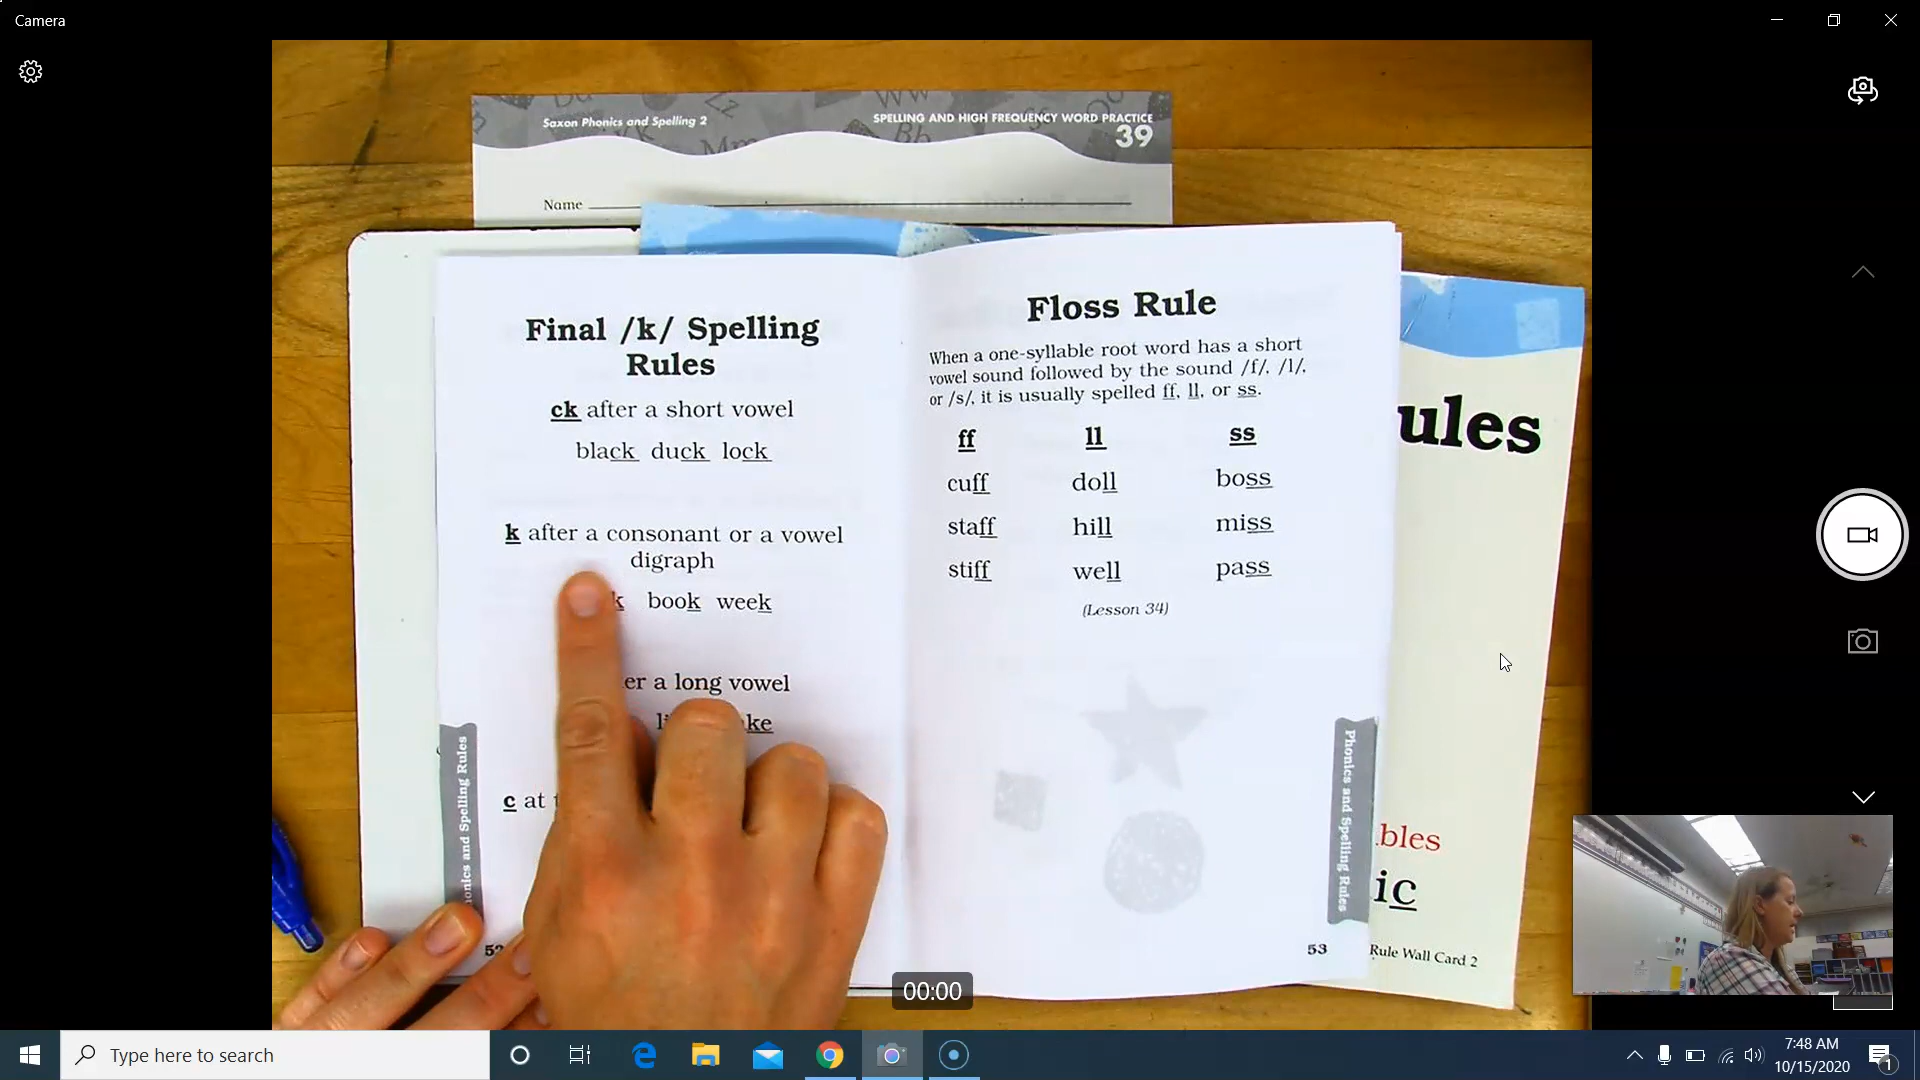 Camera
Saxon Phonics and Spelling 2
SPELLING AND HIGH FREQUENCY WORD PRACTICE
39
Name
Final /k/ Spelling
Rules
ck after a short vowel
black duck lock
k after a consonant or a vowel
digraph
k book week
er a long vowel
li ke
c at t
Phonics and Spelling Rules
52
Floss Rule
When a one-syllable root word has a short
vowel sound followed by the sound /f/, /l/,
or /s/, it is usually spelled ff, ll, or ss.
ff ll ss
cuff doll boss
staff hill miss
stiff well pass
(Lesson 34)
Phonics and Spelling Rules
53
ules
bles
ic
Rule Wall Card 2
00:00
Type here to search
7:48 AM
10/15/2020
1